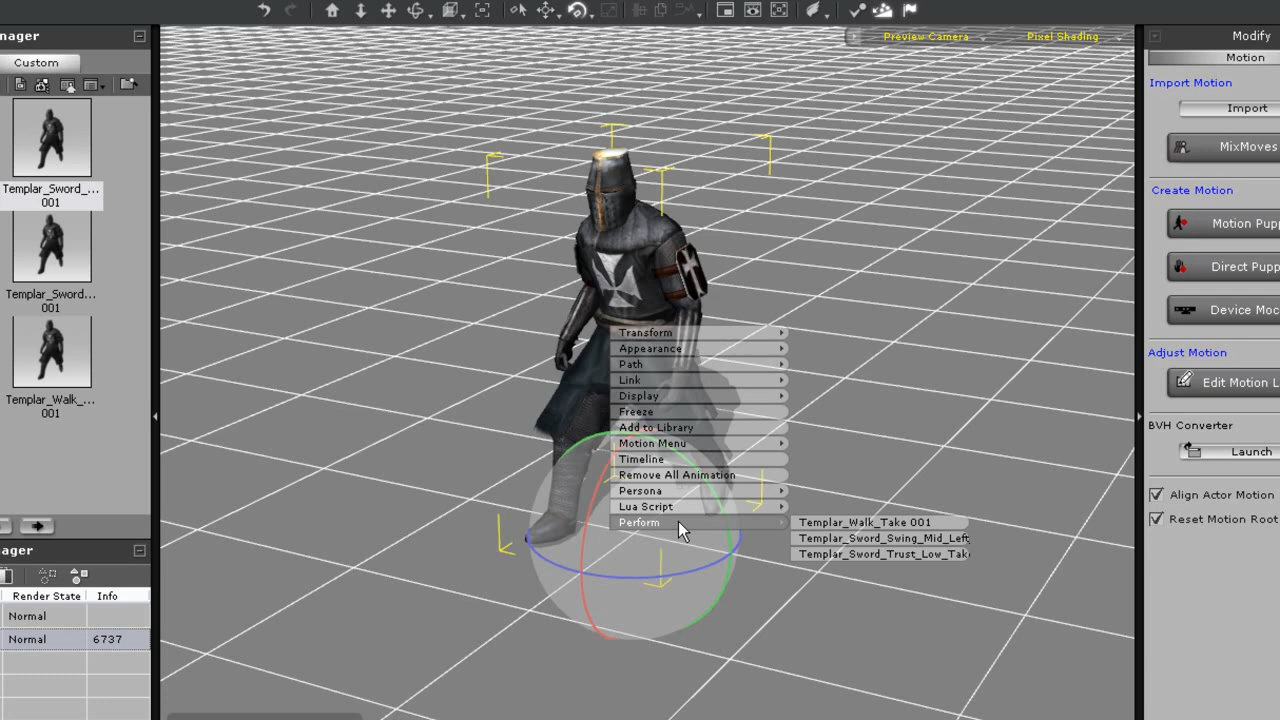 nager
Custom
Templar_Sword_...
001
Templar_Sword...
001
Templar_Walk_...
001
ager
Render State Info
Normal
Normal 6737
Preview Camera
Pixel Shading
Transform
Appearance
Path
Link
Display
Freeze
Add to Library
Motion Menu
Timeline
Remove All Animation
Persona
Lua Script
Perform
Templar_Walk_Take 001
Templar_Sword_Swing_Mid_Left
Templar_Sword_Trust_Low_Tak
Modify
Motion
Import Motion
Import
MixMoves
Create Motion
Motion Pup
Direct Pup
Device Moc
Adjust Motion
Edit Motion L
BVH Converter
Launch
Align Actor Motion
Reset Motion Root